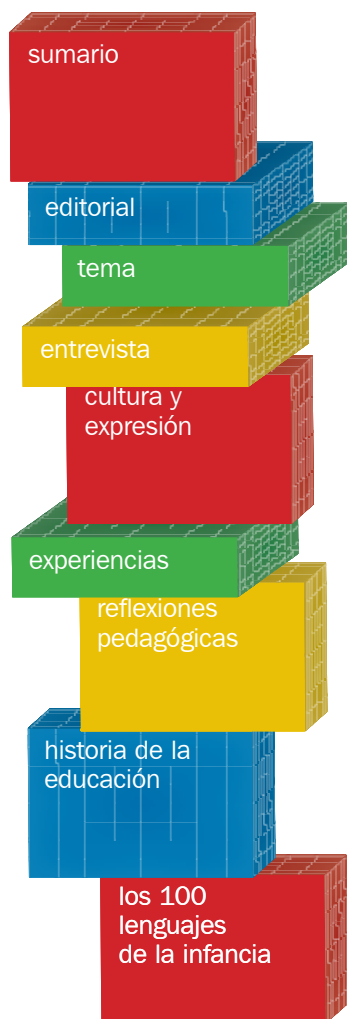 sumario
editorial
tema
entrevista
cultura y
expresión
experiencias
reflexiones
pedagógicas
historia de la
educación
los 100
lenguajes
de la infancia